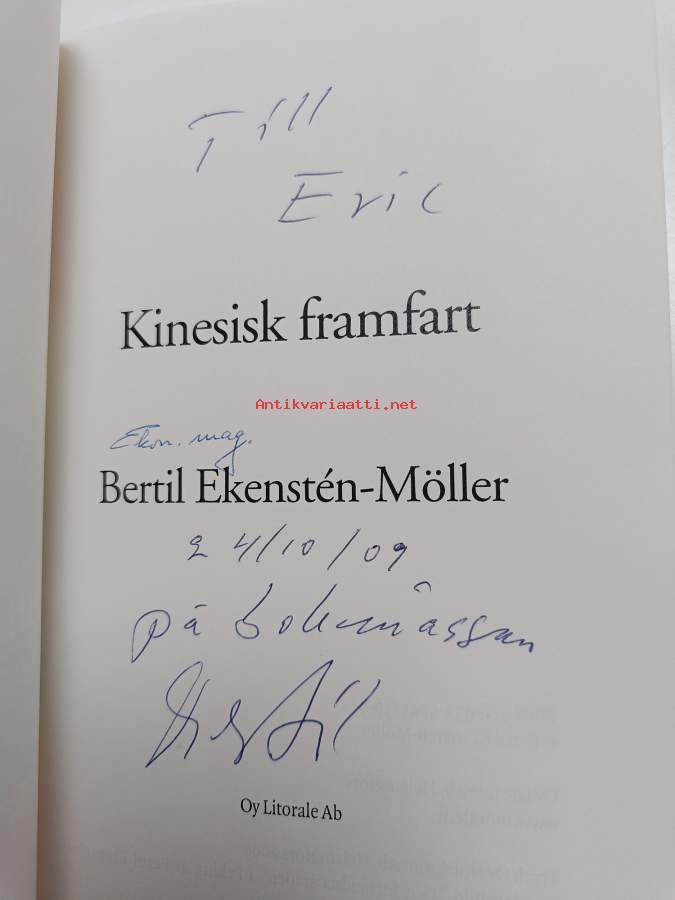 Till
Eric
Kinesisk framfart
Antikvariaatti.net
Ekon. mag.
Bertil Ekenstén-Möller
24/10/09
på bokmässan
Bertil
Oy Litorale Ab